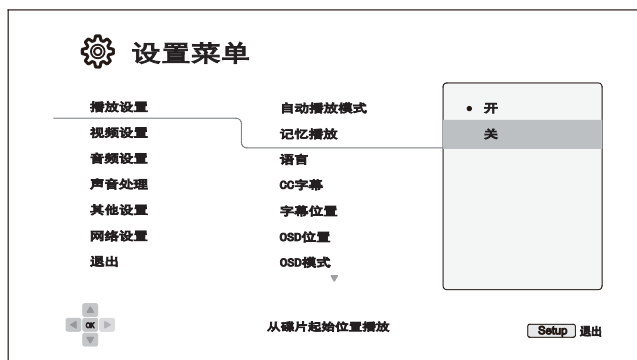 设置菜单
播放设置
视频设置
音频设置
声音处理
其他设置
网络设置
退出
自动播放模式
记忆播放
语言
CC字幕
字幕位置
OSD位置
OSD模式
• 开
关
OK
从碟片起始位置播放
Setup 退出